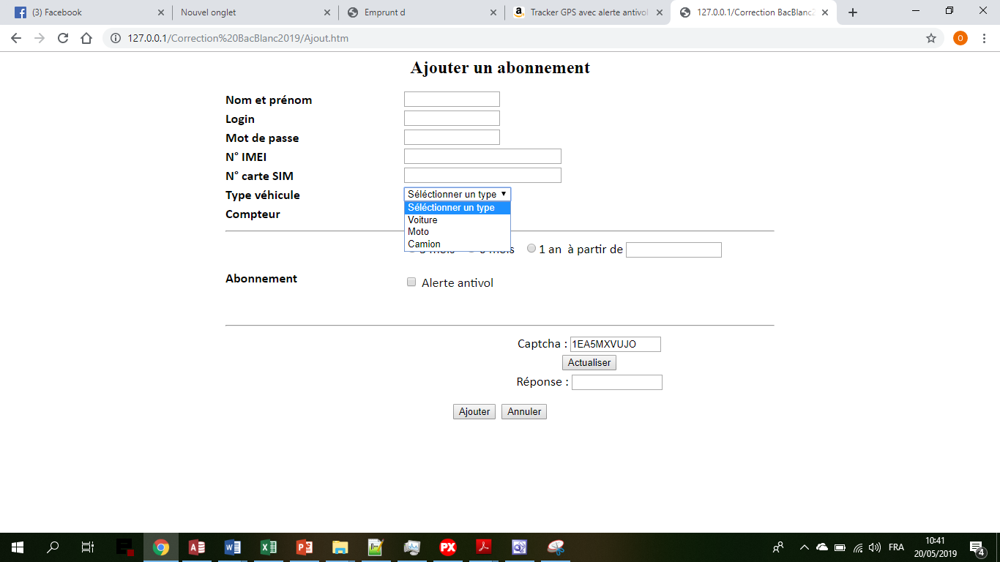 (3) Facebook
Nouvel onglet
Emprunt d
Tracker GPS avec alerte antivol
127.0.0.1/Correction BacBlanc2
127.0.0.1/Correction%20BacBlanc2019/Ajout.htm
O
Ajouter un abonnement
Nom et prénom
Login
Mot de passe
N° IMEI
N° carte SIM
Type véhicule Séléctionner un type
Séléctionner un type
Compteur
Voiture
Moto
Camion
mois mois 1 an à partir de
Abonnement
Alerte antivol
Captcha : 1EA5MXVUJO
Actualiser
Réponse :
Ajouter Annuler
FRA
10:41
20/05/2019
4